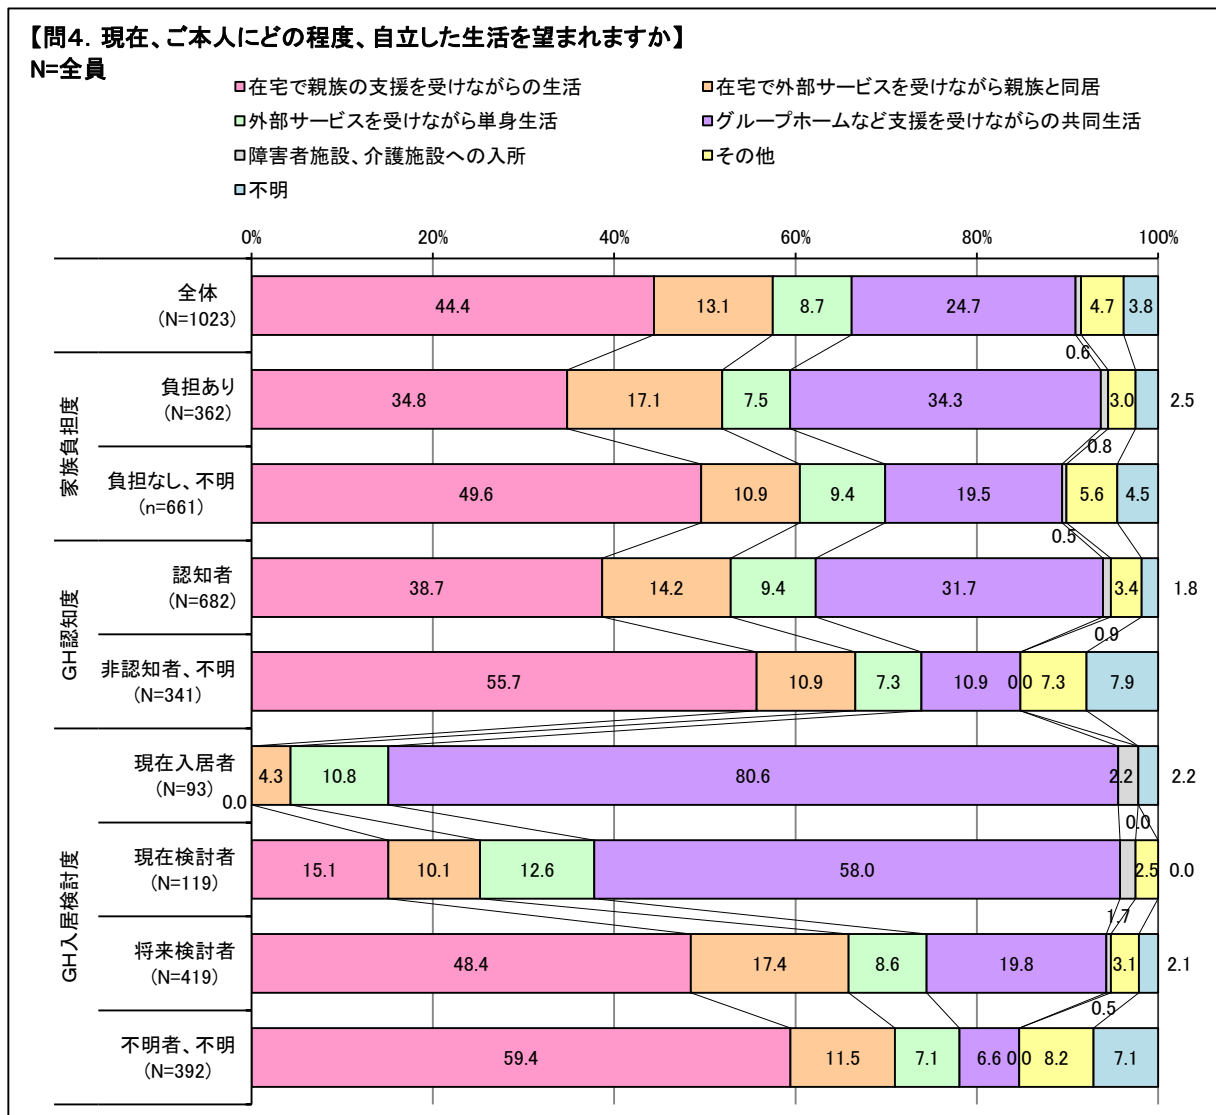 【問4．現在、ご本人にどの程度、自立した生活を望まれますか】
N=全員
在宅で親族の支援を受けながらの生活
在宅で外部サービスを受けながら親族と同居
外部サービスを受けながら単身生活
グループホームなど支援を受けながらの共同生活
障害者施設、介護施設への入所
その他
不明
0% 20% 40% 60% 80% 100%
全体
(N=1023)
44.4 13.1 8.7 24.7 4.7 3.8
0.6
家族負担度
負担あり
(N=362)
34.8 17.1 7.5 34.3 3.0 2.5
0.8
負担なし、不明
(n=661)
49.6 10.9 9.4 19.5 5.6 4.5
0.5
GH認知度
認知者
(N=682)
38.7 14.2 9.4 31.7 3.4 1.8
0.9
非認知者、不明
(N=341)
55.7 10.9 7.3 10.9 0.0 7.3 7.9
GH入居検討度
現在入居者
(N=93)
0.0 4.3 10.8 80.6 2.2 2.2
0.0
現在検討者
(N=119)
15.1 10.1 12.6 58.0 2.5 0.0
1.7
将来検討者
(N=419)
48.4 17.4 8.6 19.8 3.1 2.1
0.5
不明者、不明
(N=392)
59.4 11.5 7.1 6.6 0.0 8.2 7.1